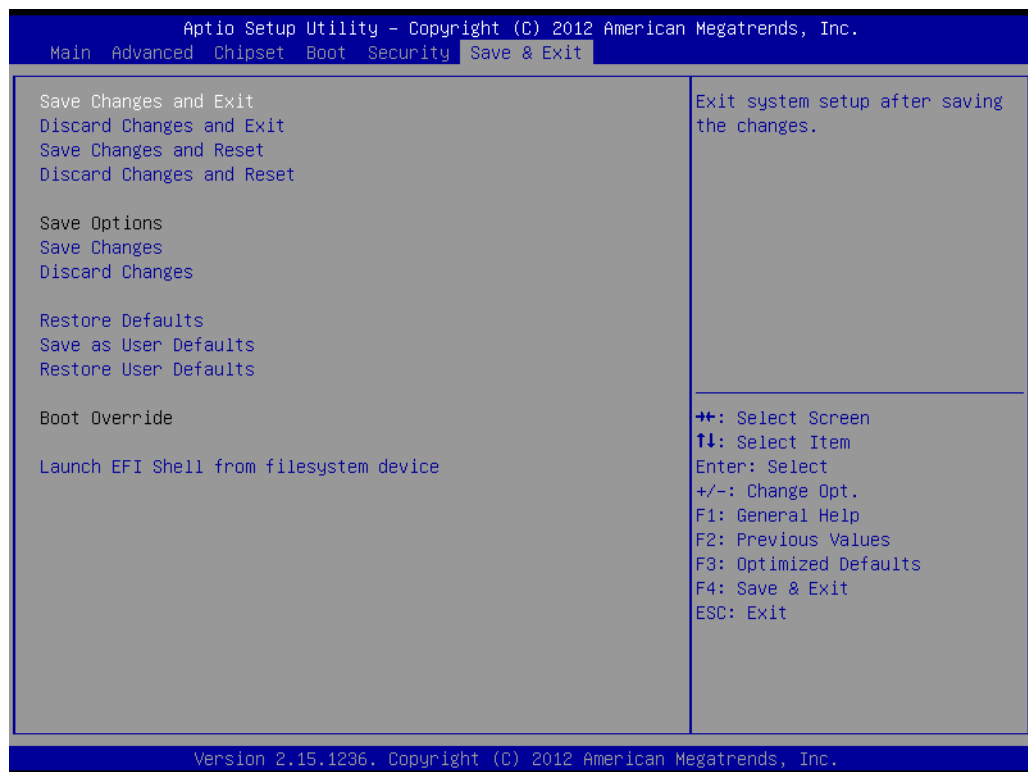 Aptio Setup Utility – Copyright (C) 2012 American Megatrends, Inc.
Main Advanced Chipset Boot Security Save & Exit
Save Changes and Exit
Discard Changes and Exit
Save Changes and Reset
Discard Changes and Reset
Save Options
Save Changes
Discard Changes
Restore Defaults
Save as User Defaults
Restore User Defaults
Boot Override
Launch EFI Shell from filesystem device
Exit system setup after saving
the changes.
→←: Select Screen
↑↓: Select Item
Enter: Select
+/-: Change Opt.
F1: General Help
F2: Previous Values
F3: Optimized Defaults
F4: Save & Exit
ESC: Exit
Version 2.15.1236. Copyright (C) 2012 American Megatrends, Inc.